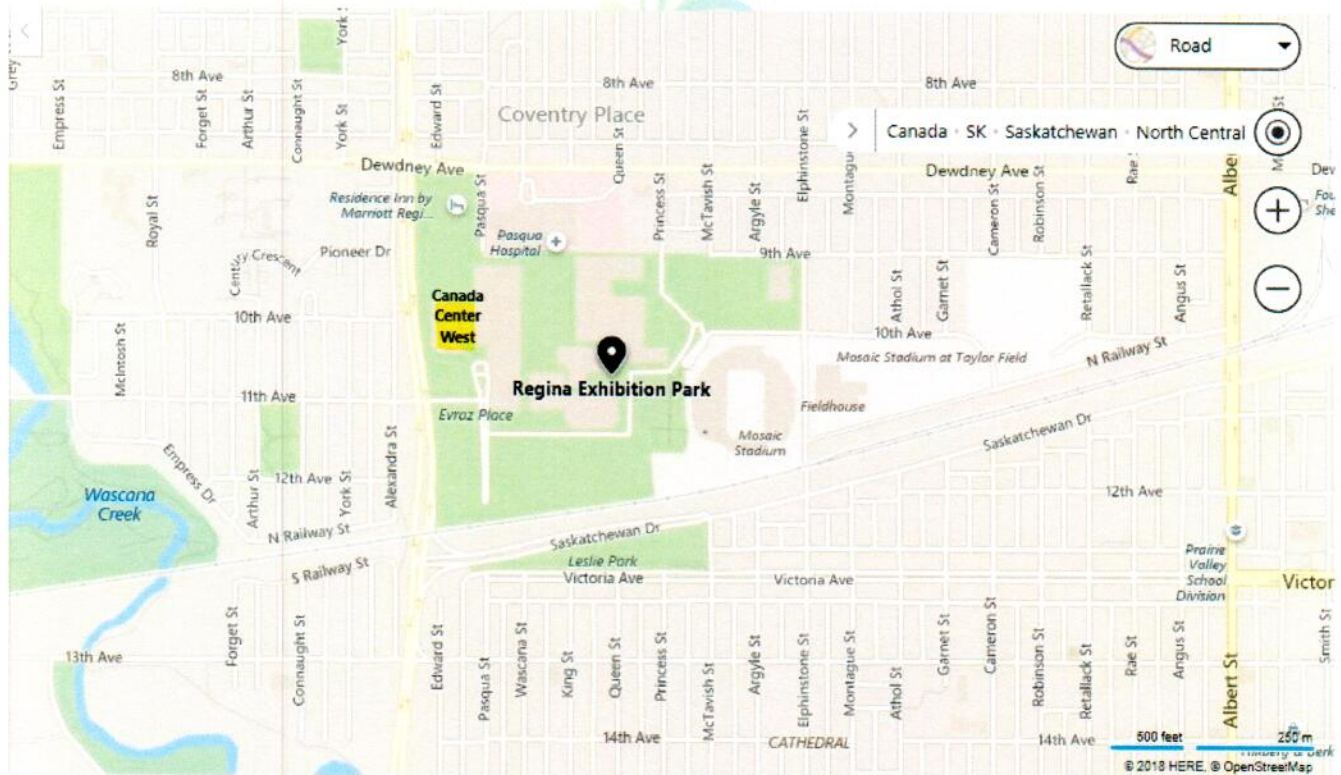 York St
Road
Grey
8th Ave
8th Ave
8th Ave
Empress St
Forget St
Arthur St
Connaught St
York St
Edward St
Coventry Place
Queen St
Elphinstone St
Canada · SK · Saskatchewan · North Central
Dewdney Ave
Dewdney Ave
Residence Inn by
Marriott Regi...
Pasqua St
Princess St
McTavish St
Argyle St
Cameron St
Robinson St
Royal St
Pasqua
Hospital
Century Crescent
Pioneer Dr
9th Ave
Athol St
Garnet St
Retallack St
Angus St
Canada
Center
West
10th Ave
10th Ave
McIntosh St
Mosaic Stadium at Taylor Field
N Railway St
Regina Exhibition Park
11th Ave
Evraz Place
Fieldhouse
Mosaic
Stadium
Saskatchewan Dr
Alexandra St
Empress Dr
Arthur St
12th Ave
York St
12th Ave
Wascana
Creek
N Railway St
Saskatchewan Dr
S Railway St
Leslie Park
Victoria Ave
Victoria Ave
Prairie
Valley
School
Division
Victor
Forget St
Connaught St
13th Ave
Edward St
Pasqua St
Wascana St
King St
Queen St
Princess St
McTavish St
Argyle St
Elphinstone St
Montague St
Athol St
Garnet St
Cameron St
Robinson St
Retallack St
Rae St
Angus St
Albert St
Smith St
14th Ave
CATHEDRAL
14th Ave
500 feet
250 m
© 2018 HERE, © OpenStreetMap